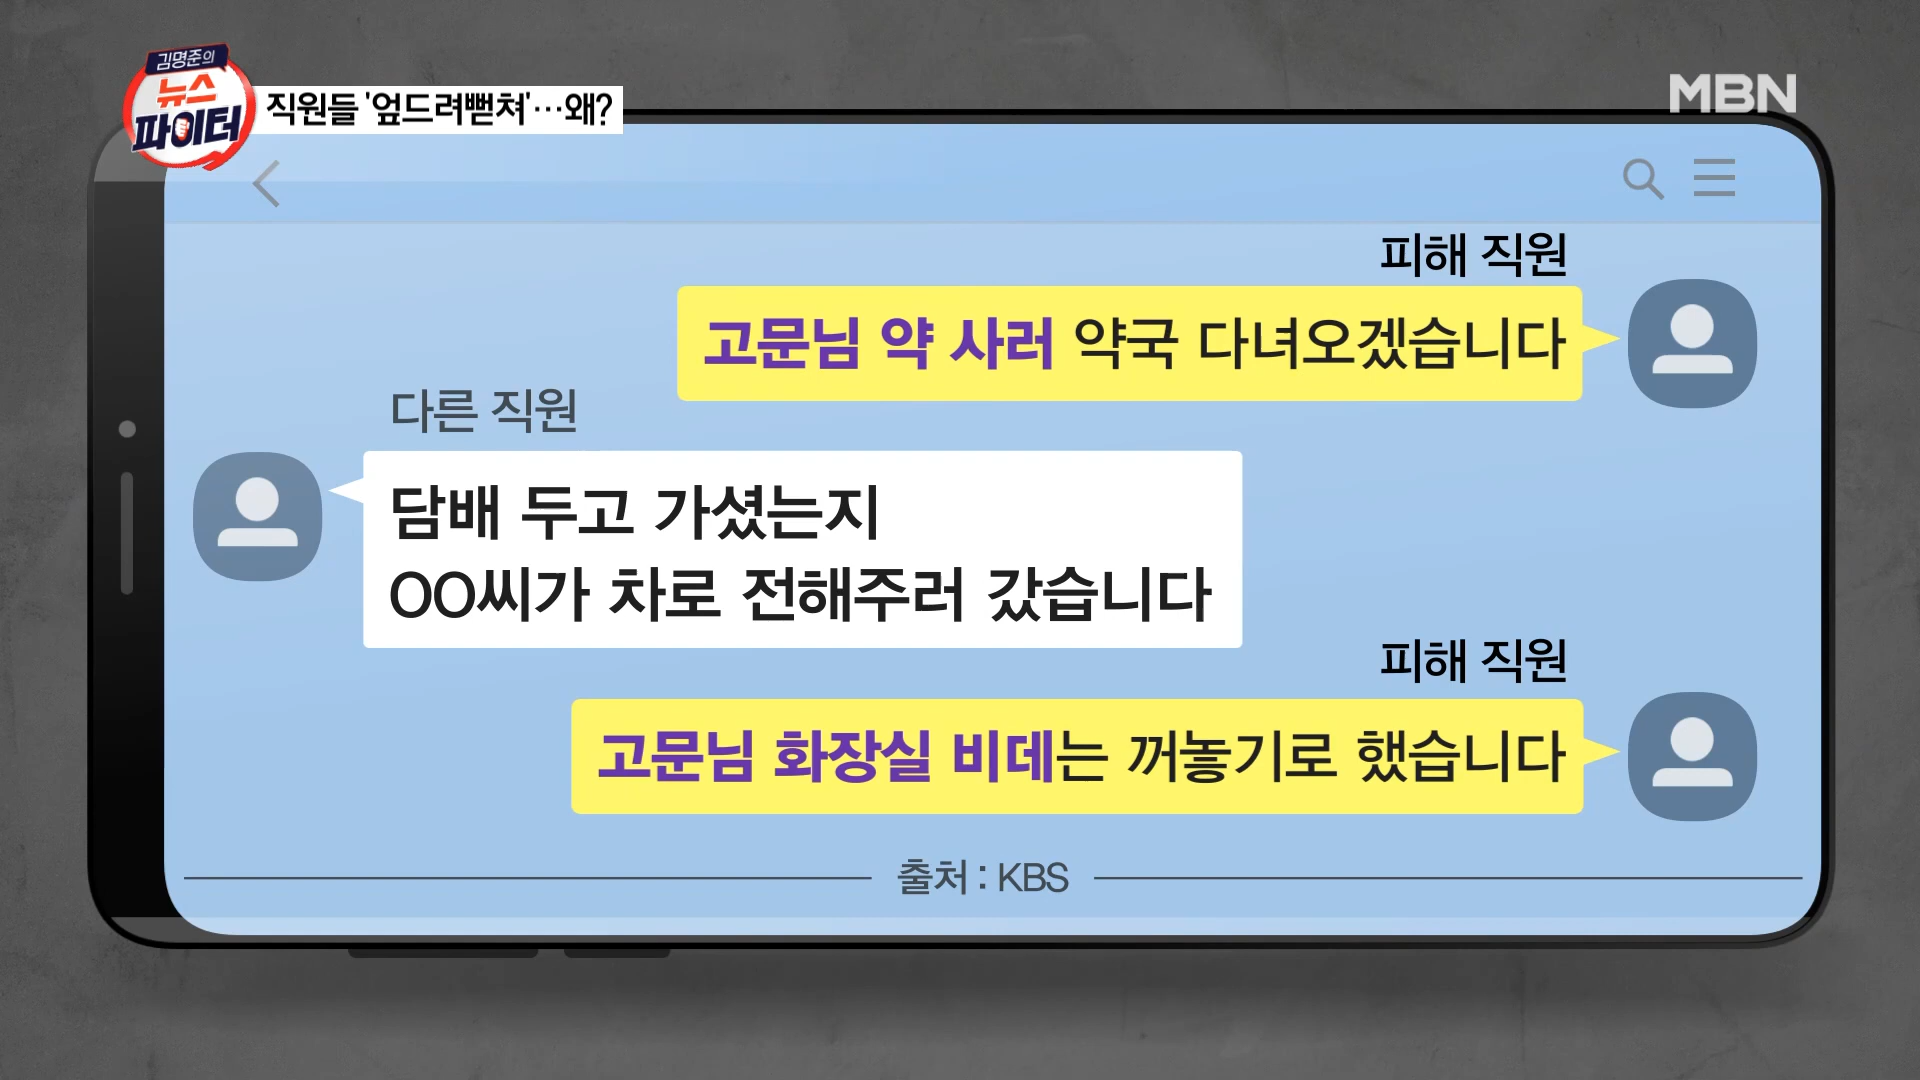 김명준의
뉴스
파이터
직원들 '엎드려뻗쳐'…왜?
MBN
피해 직원
고문님 약 사러 약국 다녀오겠습니다
다른 직원
담배 두고 가셨는지
OO씨가 차로 전해주러 갔습니다
피해 직원
고문님 화장실 비데는 꺼놓기로 했습니다
출처 : KBS